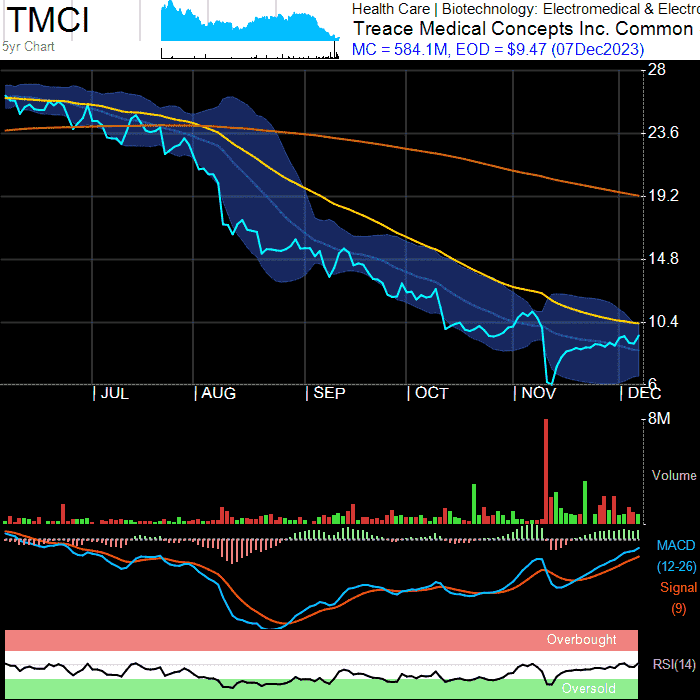 TMCI
5yr Chart
Health Care | Biotechnology: Electromedical & Electro
Treace Medical Concepts Inc. Common
MC = 584.1M, EOD = $9.47 (07Dec2023)
28
23.6
19.2
14.8
10.4
6
JUL
AUG
SEP
OCT
NOV
DEC
8M
Volume
MACD
(12-26)
Signal
(9)
Overbought
RSI(14)
Oversold